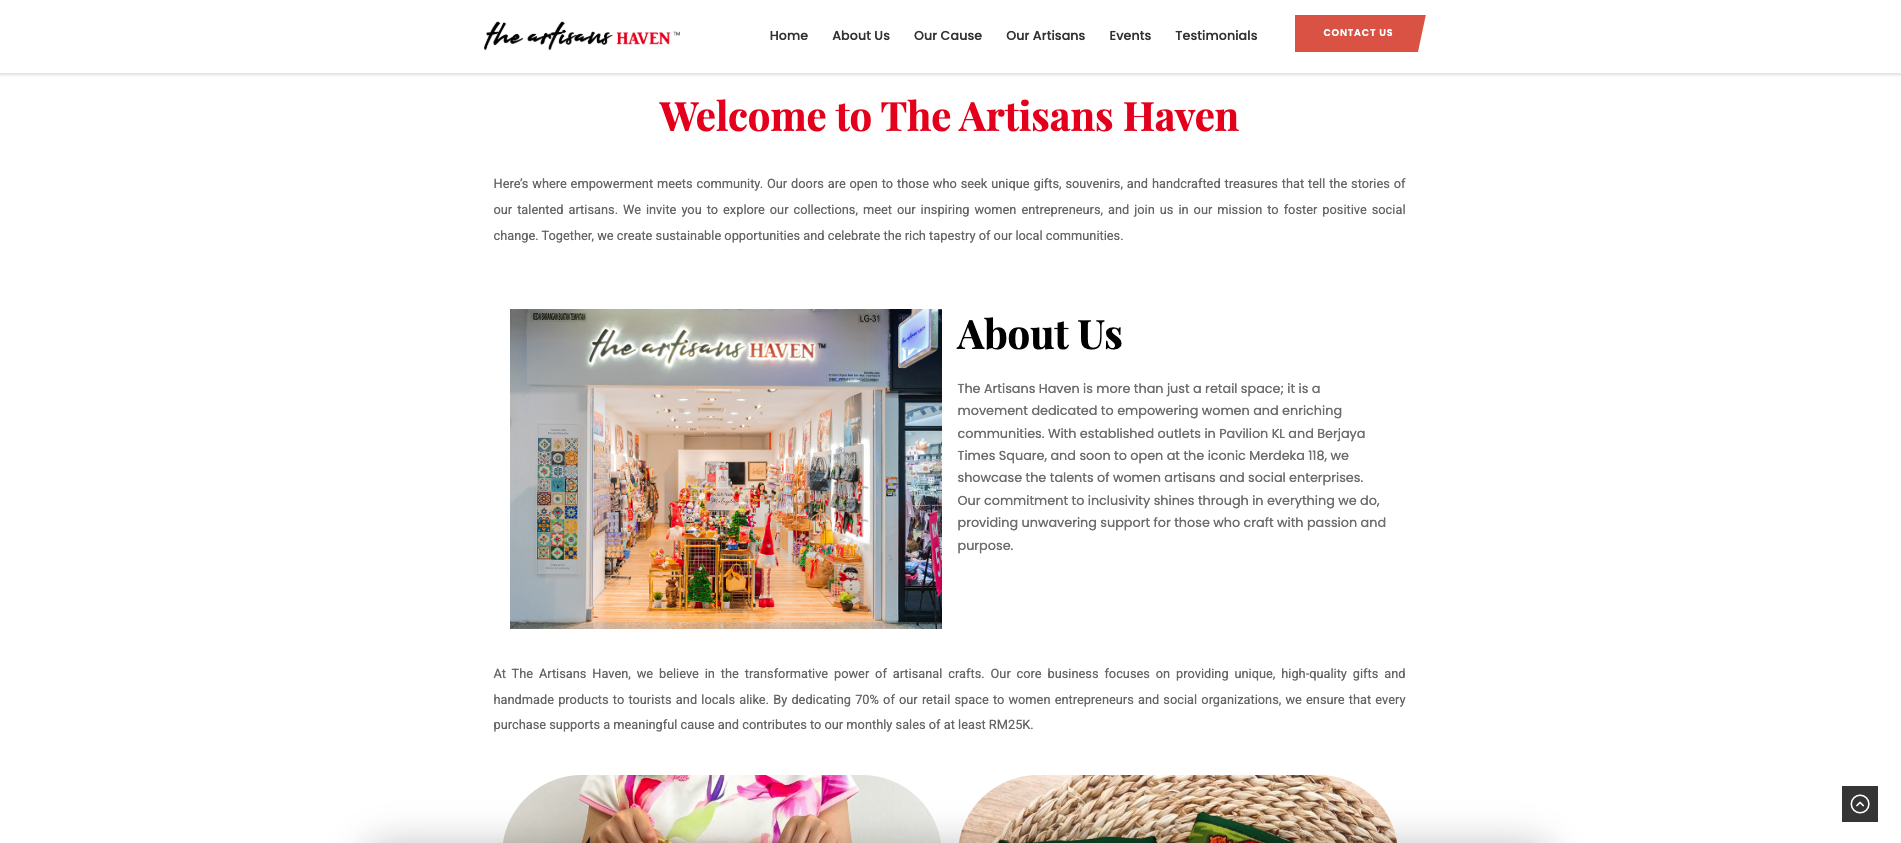 the artisans HAVEN ™
Home About Us Our Cause Our Artisans Events Testimonials
CONTACT US
Welcome to The Artisans Haven
Here's where empowerment meets community. Our doors are open to those who seek unique gifts, souvenirs, and handcrafted treasures that tell the stories of
our talented artisans. We invite you to explore our collections, meet our inspiring women entrepreneurs, and join us in our mission to foster positive social
change. Together, we create sustainable opportunities and celebrate the rich tapestry of our local communities.
LG-31
the artisans HAVEN ™
About Us
The Artisans Haven is more than just a retail space; it is a
movement dedicated to empowering women and enriching
communities. With established outlets in Pavilion KL and Berjaya
Times Square, and soon to open at the iconic Merdeka 118, we
showcase the talents of women artisans and social enterprises.
Our commitment to inclusivity shines through in everything we do,
providing unwavering support for those who craft with passion and
purpose.
At The Artisans Haven, we believe in the transformative power of artisanal crafts. Our core business focuses on providing unique, high-quality gifts and
handmade products to tourists and locals alike. By dedicating 70% of our retail space to women entrepreneurs and social organizations, we ensure that every
purchase supports a meaningful cause and contributes to our monthly sales of at least RM25K.